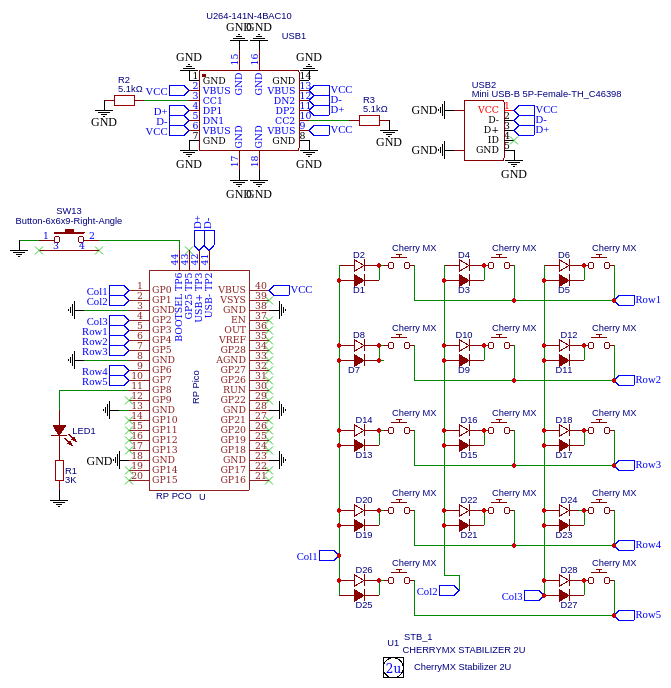 U264-141N-4BAC10
GND GND
USB1
15 16
GND GND
1 GND GND GND GND 14
R2 5.1kΩ
VCC 2 VBUS VBUS 13 VCC
3 CC1 DN2 12 D-
D+ 4 DP1 DP2 11 D+
D- 5 DN1 CC2 10
VCC 6 VBUS VBUS 9 VCC
7 GND GND GND GND 8
R3 5.1kΩ
GND GND
GND GND
17 18
GND GND
USB2
Mini USB-B 5P-Female-TH_C46398
GND VCC 1 VCC
D- 2 D-
D+ 3 D+
ID 4
GND GND 5
GND
SW13
Button-6x6x9-Right-Angle
1 2
3 4
D+ D-
44 43 42 41
BOOTSEL TP6
GP25 TP5
USB+ TP3
USB- TP2
Col1 1 GP0 VBUS 40 VCC
Col2 2 GP1 VSYS 39
3 GND GND 38
Col3 4 GP2 EN 37
Row1 5 GP3 OUT 36
Row2 6 GP4 VREF 35
Row3 7 GP5 GP28 34
8 GND AGND 33
Row4 9 GP6 GP27 32
Row5 10 GP7 GP26 31
11 GP8 RUN 30
12 GP9 GP22 29
13 GND GND 28
14 GP10 GP21 27
15 GP11 GP20 26
16 GP12 GP19 25
17 GP13 GP18 24
GND 18 GND GND 23
19 GP14 GP17 22
20 GP15 GP16 21
RP Pico
RP PCO U
LED1
R1
3K
Cherry MX Cherry MX Cherry MX
D2 D4 D6
D1 D3 D5
Row1
Cherry MX Cherry MX Cherry MX
D8 D10 D12
D7 D9 D11
Row2
Cherry MX Cherry MX Cherry MX
D14 D16 D18
D13 D15 D17
Row3
Cherry MX Cherry MX Cherry MX
D20 D22 D24
D19 D21 D23
Row4
Col1
Cherry MX Cherry MX
D26 D28
D25 D27
Col2 Col3
Row5
U1 STB_1
CHERRYMX STABILIZER 2U
2u CherryMX Stabilizer 2U